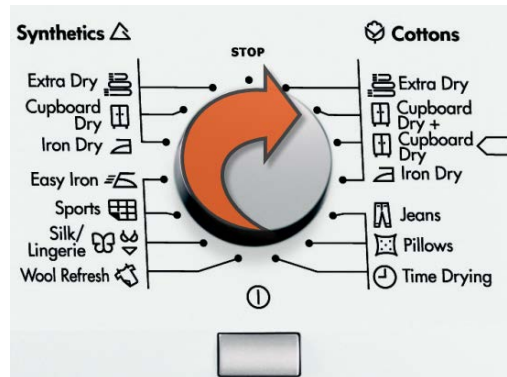 Synthetics
STOP
Cottons
Extra Dry
Cupboard
Dry
Iron Dry
Easy Iron
Sports
Silk/
Lingerie
Wool Refresh
Extra Dry
Cupboard
Dry +
Cupboard
Dry
Iron Dry
Jeans
Pillows
Time Drying